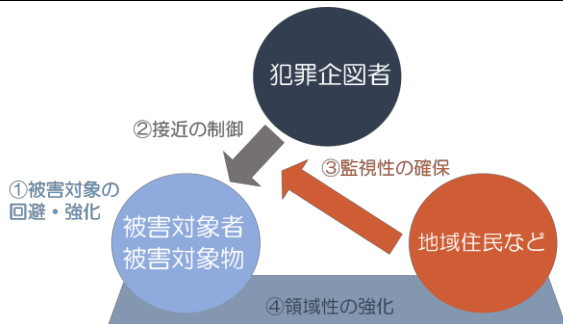 犯罪企図者
②接近の制御
③監視性の確保
①被害対象の
回避・強化
被害対象者
被害対象物
地域住民など
④領域性の強化